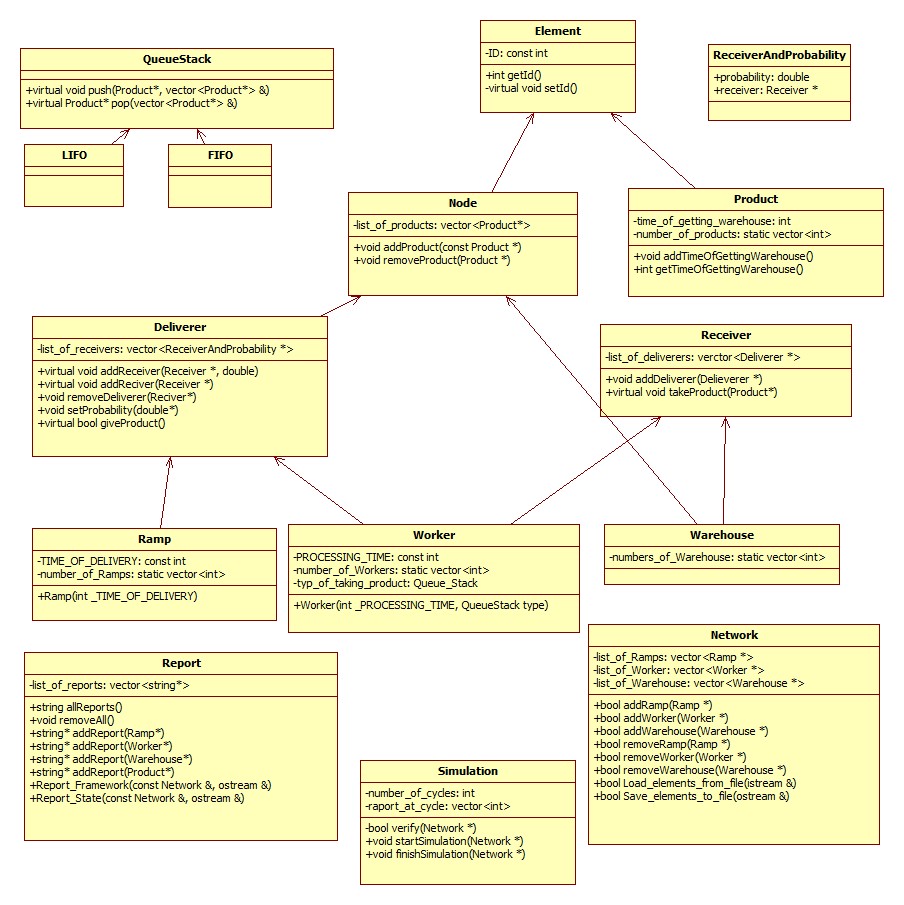 Element
-ID: const int
+int getId()
-virtual void setId()
QueueStack
+virtual void push(Product*, vector<Product*> &)
+virtual Product* pop(vector<Product*> &)
ReceiverAndProbability
+probability: double
+receiver: Receiver *
LIFO
FIFO
Node
-list_of_products: vector<Product*>
+void addProduct(const Product *)
+void removeProduct(Product *)
Product
-time_of_getting_warehouse: int
-number_of_products: static vector<int>
+void addTimeOfGettingWarehouse()
+int getTimeOfGettingWarehouse()
Deliverer
-list_of_receivers: vector<ReceiverAndProbability *>
+virtual void addReceiver(Receiver *, double)
+virtual void addReciver(Receiver *)
+void removeDeliverer(Reciver*)
+void setProbability(double*)
+virtual bool giveProduct()
Receiver
-list_of_deliverers: verctor<Deliverer *>
+void addDeliverer(Delieverer *)
+virtual void takeProduct(Product*)
Ramp
-TIME_OF_DELIVERY: const int
-number_of_Ramps: static vector<int>
+Ramp(int _TIME_OF_DELIVERY)
Worker
-PROCESSING_TIME: const int
-number_of_Workers: static vector<int>
-typ_of_taking_product: Queue_Stack
+Worker(int _PROCESSING_TIME, QueueStack type)
Warehouse
-numbers_of_Warehouse: static vector<int>
Report
-list_of_reports: vector<string*>
+string allReports()
+void removeAll()
+string* addReport(Ramp*)
+string* addReport(Worker*)
+string* addReport(Warehouse*)
+string* addReport(Product*)
+Report_Framework(const Network &, ostream &)
+Report_State(const Network &, ostream &)
Network
-list_of_Ramps: vector<Ramp *>
-list_of_Worker: vector<Worker *>
-list_of_Warehouse: vector<Warehouse *>
+bool addRamp(Ramp *)
+bool addWorker(Worker *)
+bool addWarehouse(Warehouse *)
+bool removeRamp(Ramp *)
+bool removeWorker(Worker *)
+bool removeWarehouse(Warehouse *)
+bool Load_elements_from_file(istream &)
+bool Save_elements_to_file(ostream &)
Simulation
-number_of_cycles: int
-raport_at_cycle: vector<int>
-bool verify(Network *)
+void startSimulation(Network *)
+void finishSimulation(Network *)